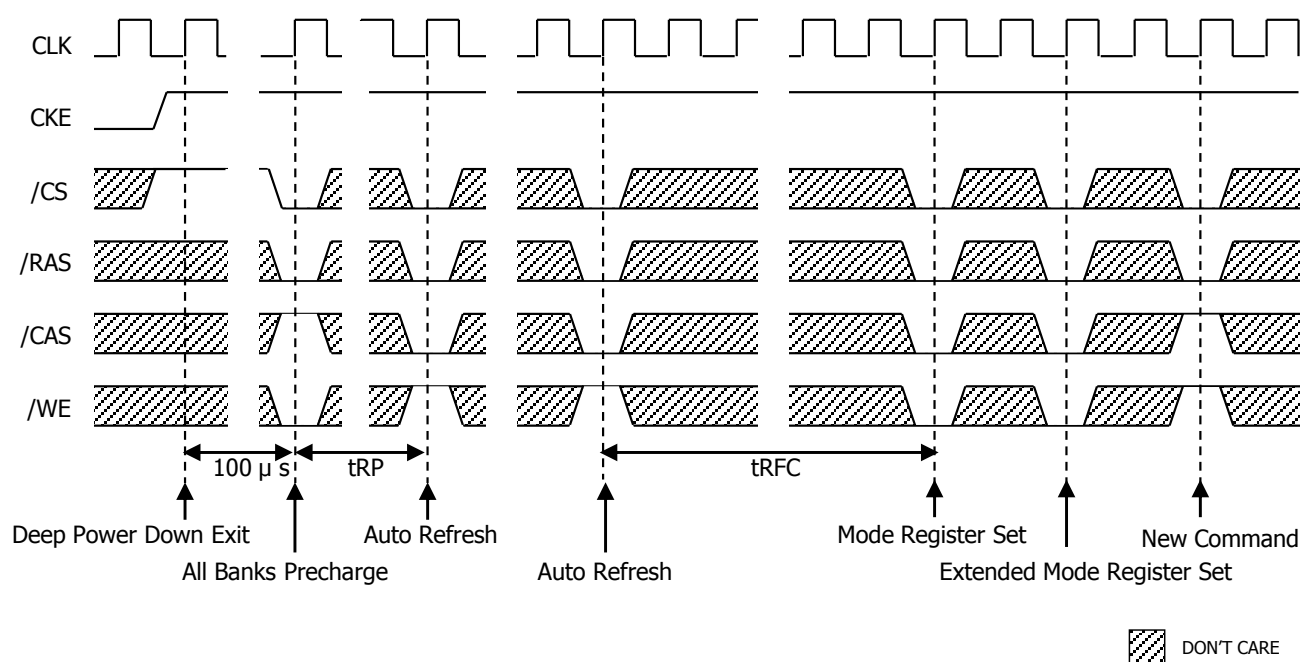 CLK
CKE
/CS
/RAS
/CAS
/WE
100 μ s
tRP
tRFC
Deep Power Down Exit
Auto Refresh
Mode Register Set
New Command
All Banks Precharge
Auto Refresh
Extended Mode Register Set
DON'T CARE